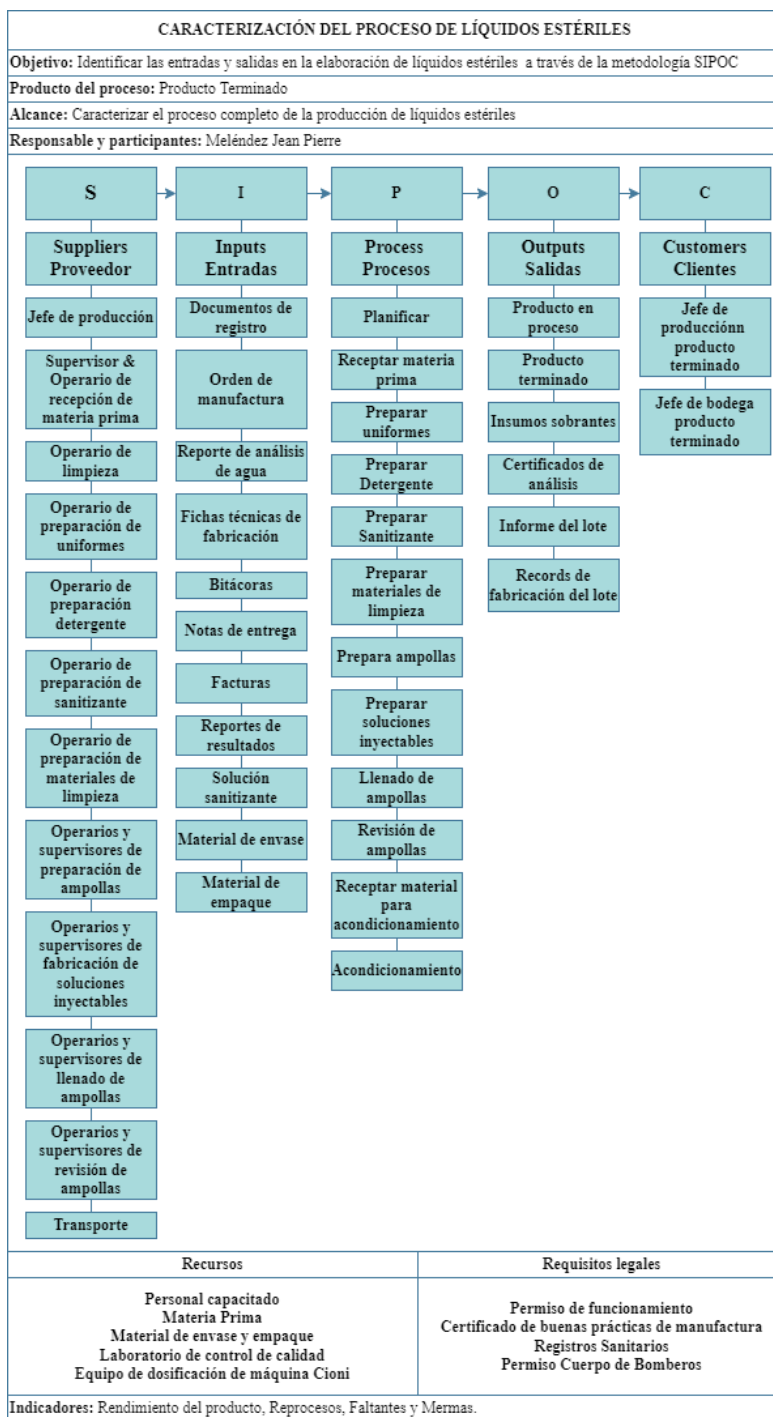 CARACTERIZACIÓN DEL PROCESO DE LÍQUIDOS ESTÉRILES
Objetivo: Identificar las entradas y salidas en la elaboración de líquidos estériles a través de la metodología SIPOC
Producto del proceso: Producto Terminado
Alcance: Caracterizar el proceso completo de la producción de líquidos estériles
Responsable y participantes: Meléndez Jean Pierre
S
Suppliers
Proveedor
Jefe de producción
Supervisor &
Operario de
recepción de
materia prima
Operario de
limpieza
Operario de
preparación de
uniformes
Operario de
preparación
detergente
Operario de
preparación de
sanitizante
Operario de
preparación de
materiales de
limpieza
Operarios y
supervisores de
preparación de
ampollas
Operarios y
supervisores de
fabricación de
soluciones
inyectables
Operarios y
supervisores de
llenado de
ampollas
Operarios y
supervisores de
revisión de
ampollas
Transporte
I
Inputs
Entradas
Documentos de
registro
Orden de
manufactura
Reporte de análisis
de agua
Fichas técnicas de
fabricación
Bitácoras
Notas de entrega
Facturas
Reportes de
resultados
Solución
sanitizante
Material de envase
Material de
empaque
P
Process
Procesos
Planificar
Receptar materia
prima
Preparar
uniformes
Preparar
Detergente
Preparar
Sanitizante
Preparar
materiales de
limpieza
Prepara ampollas
Preparar
soluciones
inyectables
Llenado de
ampollas
Revisión de
ampollas
Receptar material
para
acondicionamiento
Acondicionamiento
O
Outputs
Salidas
Producto en
proceso
Producto
terminado
Insumos sobrantes
Certificados de
análisis
Informe del lote
Records de
fabricación del lote
C
Customers
Clientes
Jefe de
producciónn
producto
terminado
Jefe de bodega
producto
terminado
Recursos
Personal capacitado
Materia Prima
Material de envase y empaque
Laboratorio de control de calidad
Equipo de dosificación de máquina Cioni
Requisitos legales
Permiso de funcionamiento
Certificado de buenas prácticas de manufactura
Registros Sanitarios
Permiso Cuerpo de Bomberos
Indicadores: Rendimiento del producto, Reprocesos, Faltantes y Mermas.